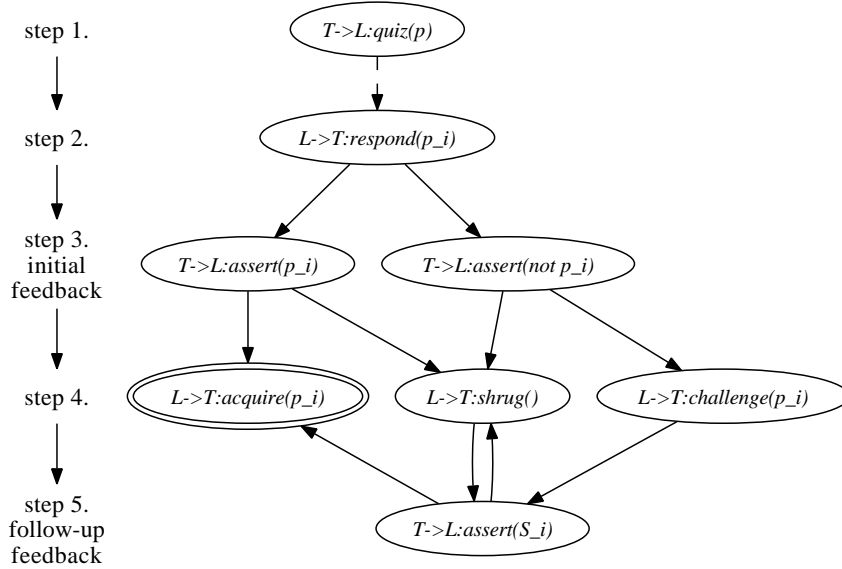 step 1.
T->L:quiz(p)
step 2.
L->T:respond(p_i)
step 3.
initial
feedback
T->L:assert(p_i)
T->L:assert(not p_i)
step 4.
L->T:acquire(p_i)
L->T:shrug()
L->T:challenge(p_i)
step 5.
follow-up
feedback
T->L:assert(S_i)